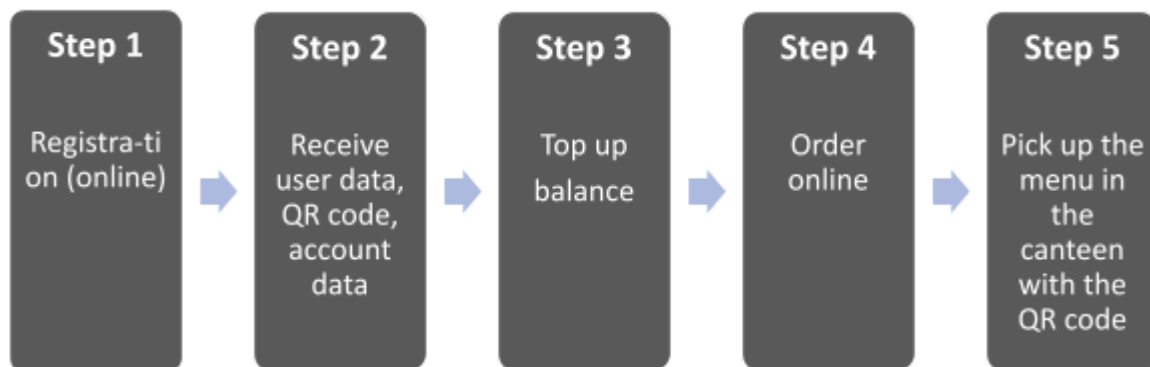 Step 1
Registra-ti
on (online)
Step 2
Receive
user data,
QR code,
account
data
Step 3
Top up
balance
Step 4
Order
online
Step 5
Pick up the
menu in
the
canteen
with the
QR code